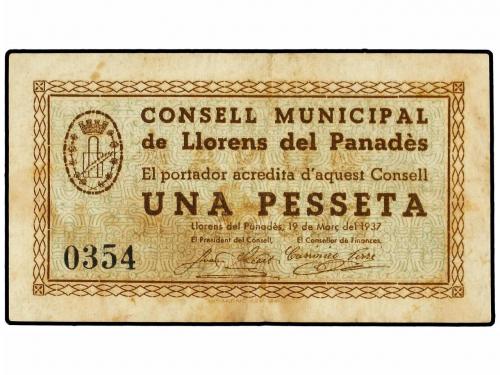 CONSELL MUNICIPAL
de Llorens del Panadès
El portador acredita d'aquest Consell
UNA PESSETA
Llorens del Panadès, 19 de Març del 1937
El President del Consell, El Conseller de Finances,
0354